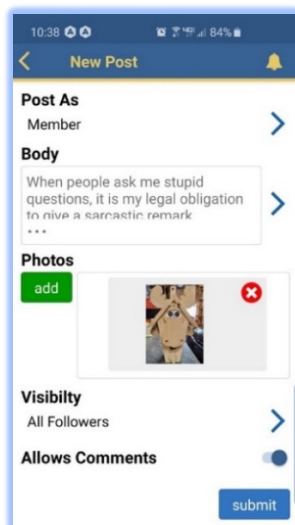 10:38 84%
New Post
Post As
Member
Body
When people ask me stupid
questions, it is my legal obligation
to give a sarcastic remark
...
Photos
add
Visibilty
All Followers
Allows Comments
submit